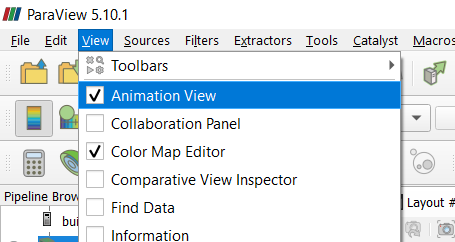 ParaView 5.10.1
File Edit View Sources Filters Extractors Tools Catalyst Macros
Toolbars
Animation View
Collaboration Panel
Color Map Editor
Comparative View Inspector
Pipeline Brow
Layout #
Find Data
bui
Information